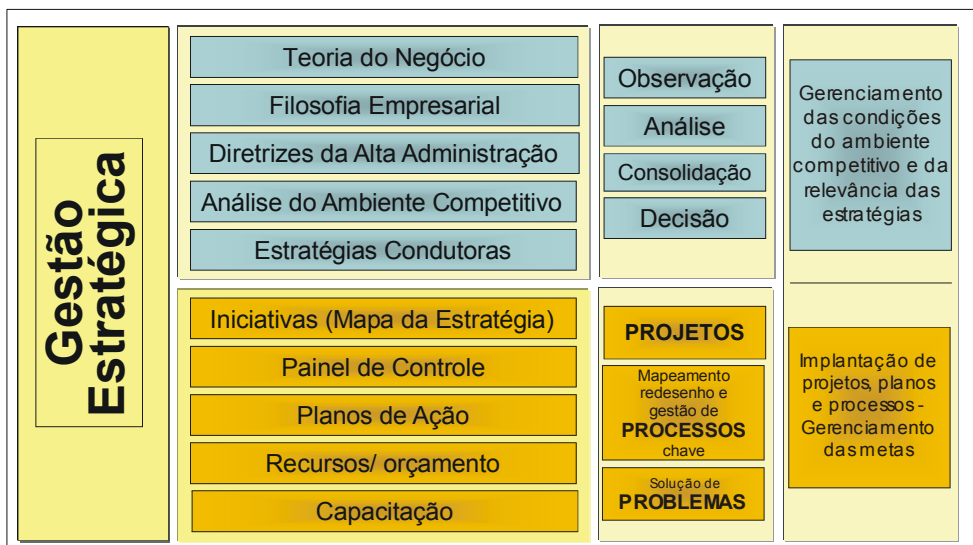 Gestão
Estratégica
Teoria do Negócio
Filosofia Empresarial
Diretrizes da Alta Administração
Análise do Ambiente Competitivo
Estratégias Condutoras
Observação
Análise
Consolidação
Decisão
Gerenciamento
das condições
do ambiente
competitivo e da
relevância das
estratégias
Iniciativas (Mapa da Estratégia)
Painel de Controle
Planos de Ação
Recursos/ orçamento
Capacitação
PROJETOS
Mapeamento
redesenho e
gestão de
PROCESSOS
chave
Solução de
PROBLEMAS
Implantação de
projetos, planos
e processos -
Gerenciamento
das metas